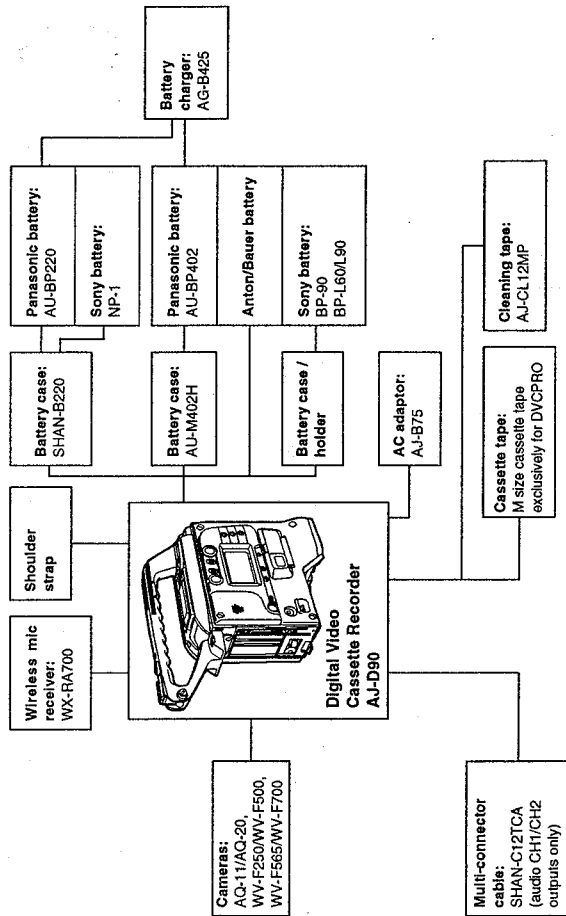 Wireless mic
receiver:
WX-RA700
Shoulder
strap
Battery case:
SHAN-B220
Panasonic battery:
AU-BP220
Sony battery:
NP-1
Battery
charger:
AG-B425
Battery case:
AU-M402H
Panasonic battery:
AU-BP402
Anton/Bauer battery
Battery case /
holder
Sony battery:
BP-90
BP-L60/L90
Cameras:
AQ-11/AQ-20,
WV-F250/WV-F500,
WV-F565/WV-F700
Digital Video
Cassette Recorder
AJ-D90
AC adaptor:
AJ-B75
Multi-connector
cable:
SHAN-C12TCA
(audio CH1/CH2
outputs only)
Cassette tape:
M size cassette tape
exclusively for DVCPRO
Cleaning tape:
AJ-CL12MP